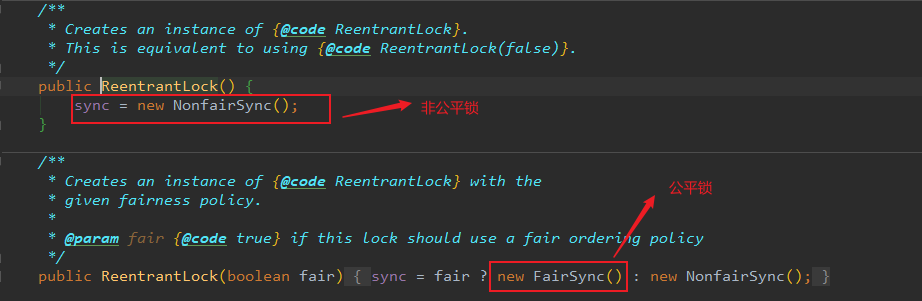 /**
* Creates an instance of {@code ReentrantLock}.
* This is equivalent to using {@code ReentrantLock(false)}.
*/
public ReentrantLock() {
sync = new NonfairSync();
非公平锁
}
/**
* Creates an instance of {@code ReentrantLock} with the
* given fairness policy.
公平锁
*
* @param fair {@code true} if this lock should use a fair ordering policy
*/
public ReentrantLock(boolean fair) { sync = fair ? new FairSync() : new NonfairSync(); }